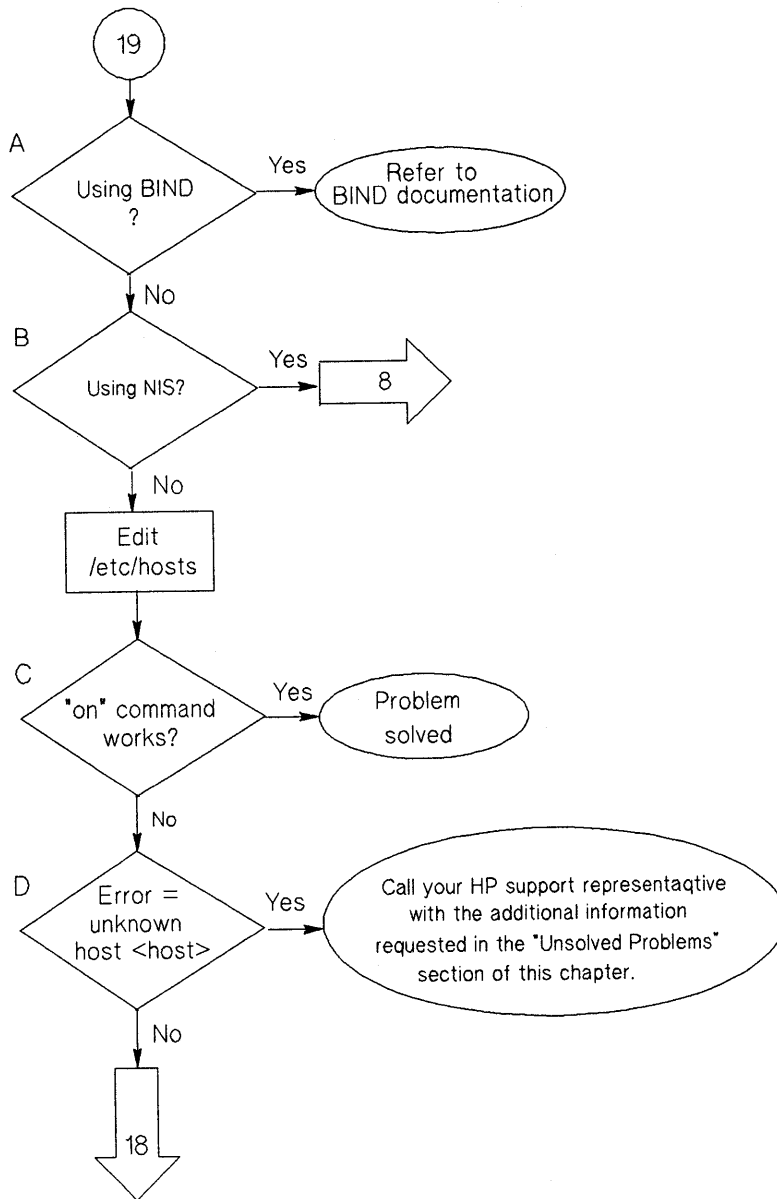 19
A
Using BIND
?
Yes
Refer to
BIND documentation
No
B
Using NIS?
Yes
8
No
Edit
/etc/hosts
C
"on" command
works?
Yes
Problem
solved
No
D
Error =
unknown
host <host>
Yes
Call your HP support representaqtive
with the additional information
requested in the "Unsolved Problems"
section of this chapter.
No
18